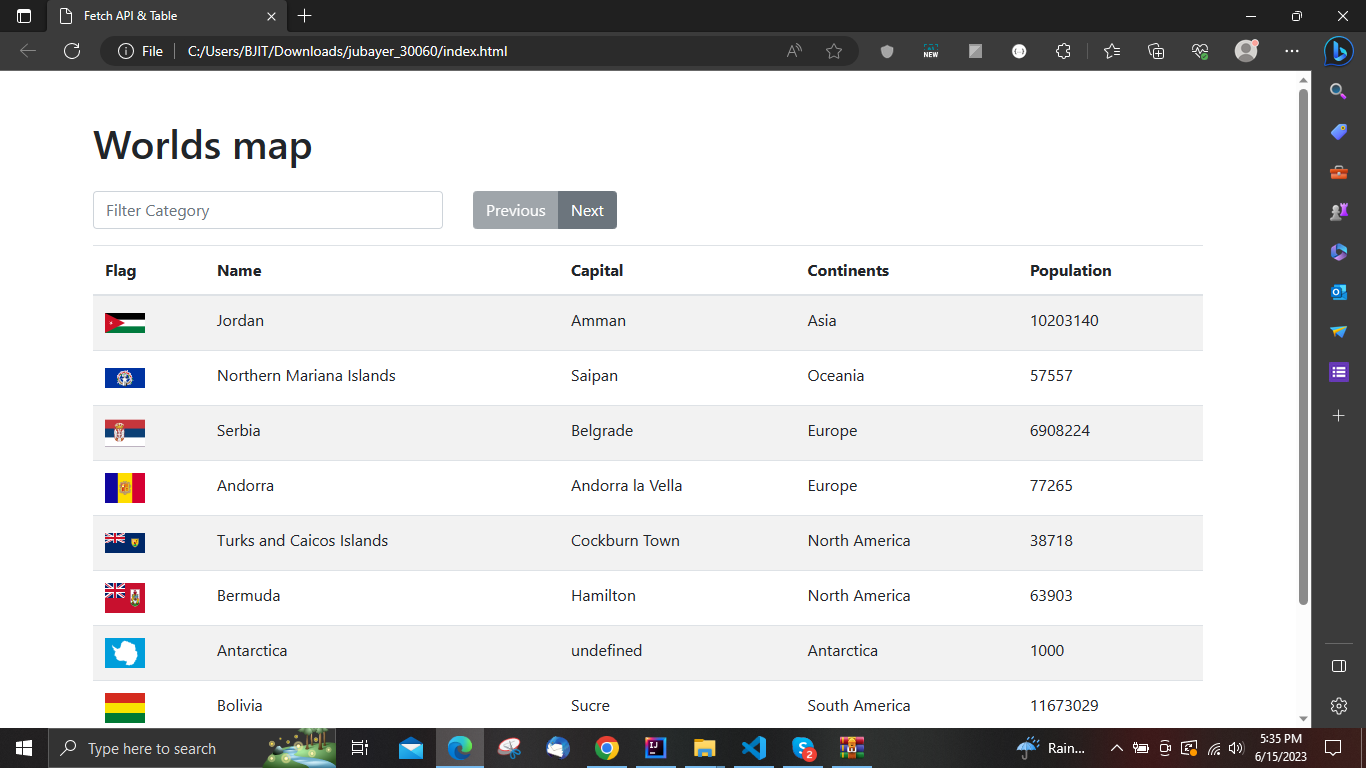 Fetch API & Table
File C:/Users/BJIT/Downloads/jubayer_30060/index.html
NEW
Worlds map
Filter Category Previous Next
Flag Name Capital Continents Population
Jordan Amman Asia 10203140
Northern Mariana Islands Saipan Oceania 57557
Serbia Belgrade Europe 6908224
Andorra Andorra la Vella Europe 77265
Turks and Caicos Islands Cockburn Town North America 38718
Bermuda Hamilton North America 63903
Antarctica undefined Antarctica 1000
Bolivia Sucre South America 11673029
Type here to search 2 Rain... 5:35 PM
6/15/2023